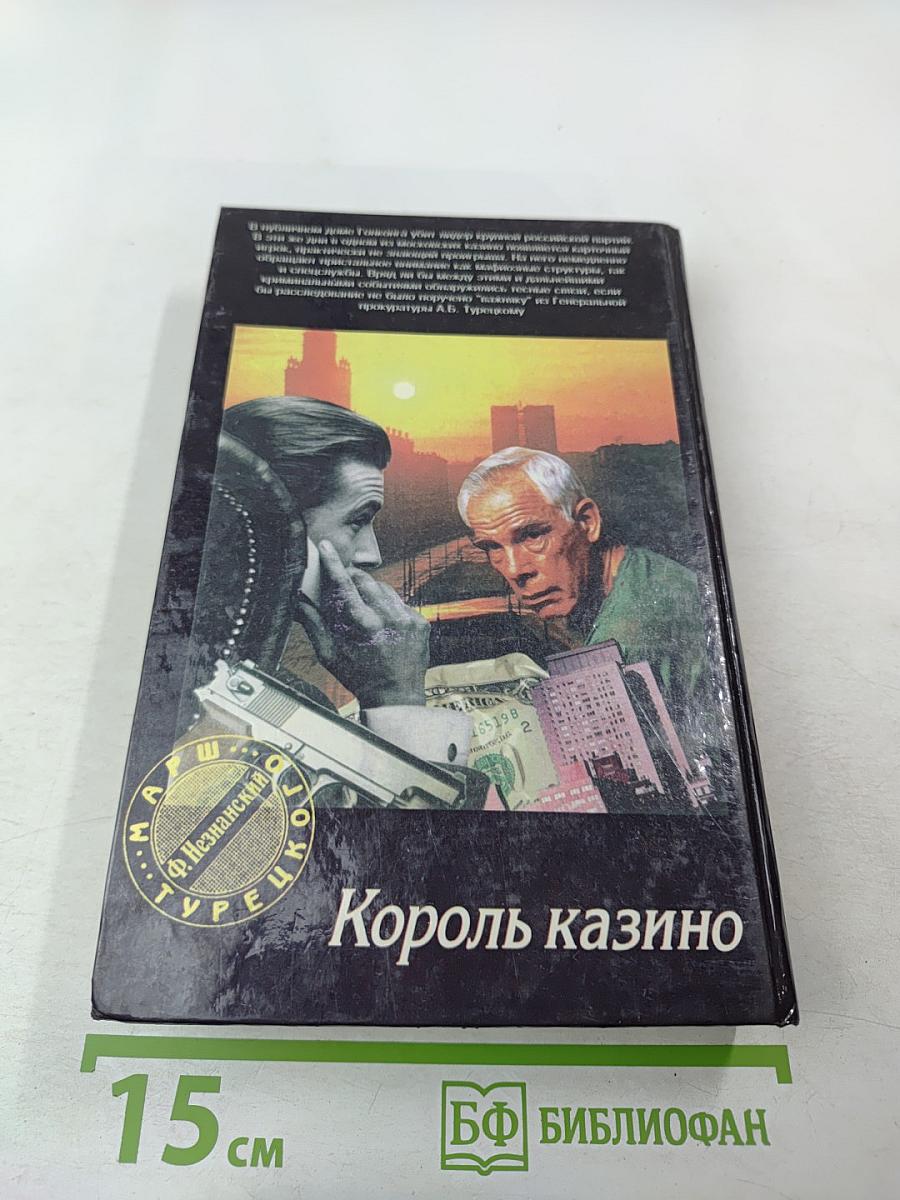 В публичном доме Гонконга убит лидер крупной российской партии.
В эти же дни в одном из московских казино появляется карточный
игрок, практически не знающий проигрыша. На него немедленно
обращают пристальное внимание как мафиозные структуры, так
и спецслужбы. Вряд ли бы между этими и дальнейшими
криминальными событиями обнаружились тесные связи, если
бы расследование не было поручено "важняку" из Генеральной
прокуратуры А.Б. Турецкому
16519B
2
МАРШ...
ТУРЕЦКОГО...
Ф. Незнанский
Король казино
15 см
БФ БИБЛИОФАН